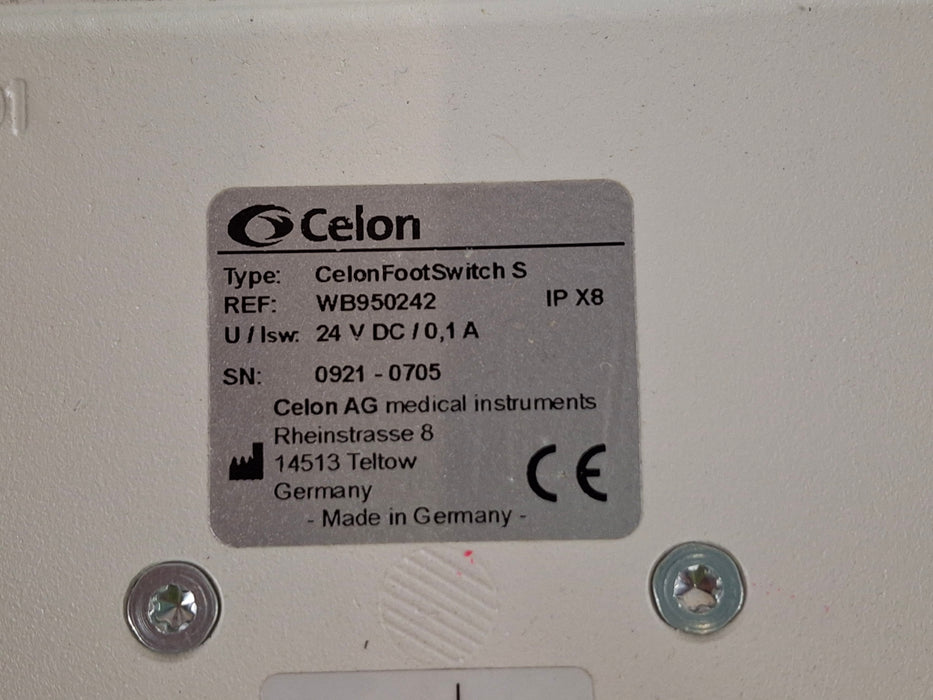 Celon
Type: CelonFootSwitch S
REF: WB950242 IP X8
U / Isw: 24 V DC / 0,1 A
SN: 0921 - 0705
Celon AG medical instruments
Rheinstrasse 8
14513 Teltow
Germany
- Made in Germany -
CE